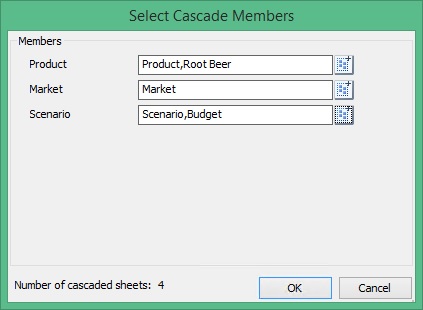 Select Cascade Members
Members
Product Product,Root Beer
Market Market
Scenario Scenario,Budget
Number of cascaded sheets: 4 OK Cancel